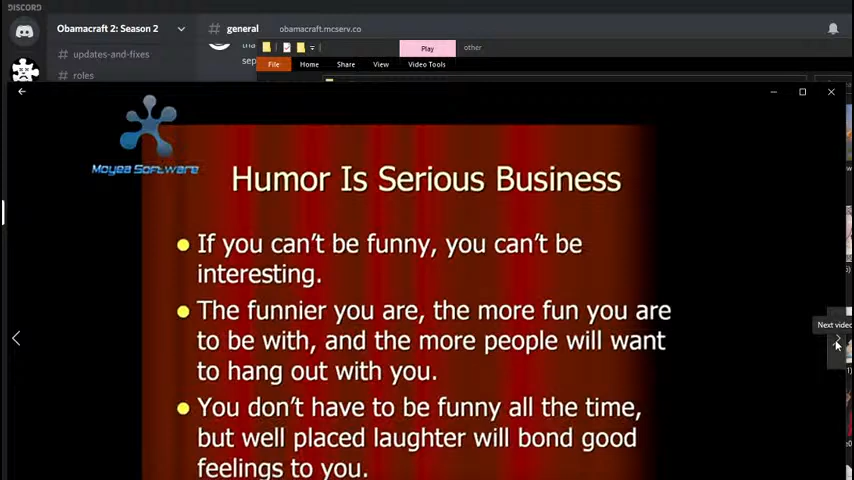 DISCORD
Obamacraft 2: Season 2
# general
obamacraft.mcserv.co
# updates-and-fixes
# roles
sep
Play
other
File
Home
Share
View
Video Tools
Moyea Software
Humor Is Serious Business
If you can't be funny, you can't be
interesting.
The funnier you are, the more fun you are
to be with, and the more people will want
to hang out with you.
You don't have to be funny all the time,
but well placed laughter will bond good
feelings to you.
Next video